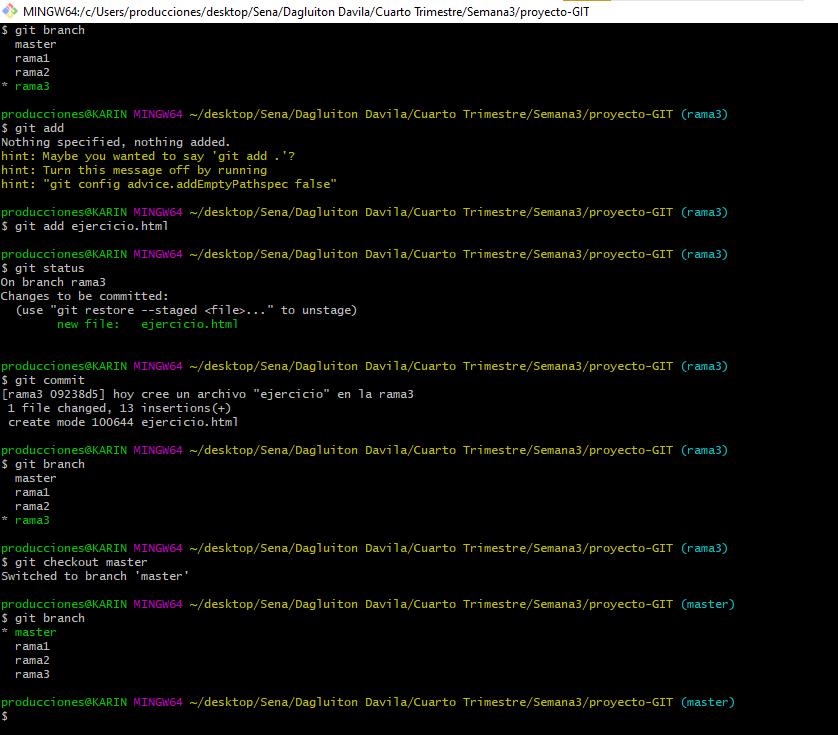 MINGW64:/c/Users/producciones/desktop/Sena/Dagluiton Davila/Cuarto Trimestre/Semana3/proyecto-GIT
$ git branch
  master
  rama1
  rama2
* rama3

producciones@KARIN MINGW64 ~/desktop/Sena/Dagluiton Davila/Cuarto Trimestre/Semana3/proyecto-GIT (rama3)
$ git add
Nothing specified, nothing added.
hint: Maybe you wanted to say 'git add .'?
hint: Turn this message off by running
hint: "git config advice.addEmptyPathspec false"

producciones@KARIN MINGW64 ~/desktop/Sena/Dagluiton Davila/Cuarto Trimestre/Semana3/proyecto-GIT (rama3)
$ git add ejercicio.html

producciones@KARIN MINGW64 ~/desktop/Sena/Dagluiton Davila/Cuarto Trimestre/Semana3/proyecto-GIT (rama3)
$ git status
On branch rama3
Changes to be committed:
  (use "git restore --staged <file>..." to unstage)
        new file:   ejercicio.html


producciones@KARIN MINGW64 ~/desktop/Sena/Dagluiton Davila/Cuarto Trimestre/Semana3/proyecto-GIT (rama3)
$ git commit
[rama3 09238d5] hoy cree un archivo "ejercicio" en la rama3
 1 file changed, 13 insertions(+)
 create mode 100644 ejercicio.html

producciones@KARIN MINGW64 ~/desktop/Sena/Dagluiton Davila/Cuarto Trimestre/Semana3/proyecto-GIT (rama3)
$ git branch
  master
  rama1
  rama2
* rama3

producciones@KARIN MINGW64 ~/desktop/Sena/Dagluiton Davila/Cuarto Trimestre/Semana3/proyecto-GIT (rama3)
$ git checkout master
Switched to branch 'master'

producciones@KARIN MINGW64 ~/desktop/Sena/Dagluiton Davila/Cuarto Trimestre/Semana3/proyecto-GIT (master)
$ git branch
* master
  rama1
  rama2
  rama3

producciones@KARIN MINGW64 ~/desktop/Sena/Dagluiton Davila/Cuarto Trimestre/Semana3/proyecto-GIT (master)
$